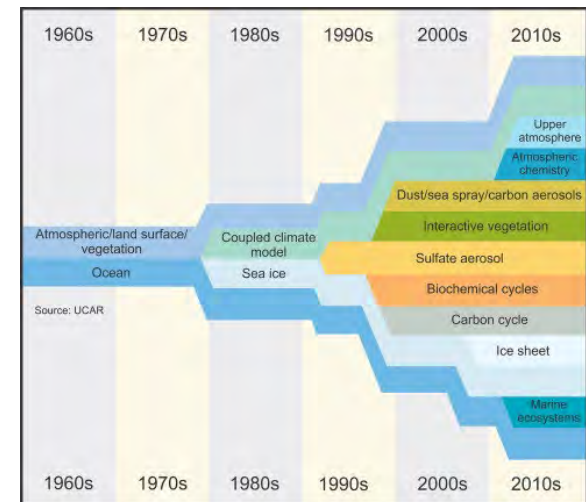 1960s 1970s 1980s 1990s 2000s 2010s
Upper
atmosphere
Atmospheric
chemistry
Dust/sea spray/carbon aerosols
Interactive vegetation
Atmospheric/land surface/
vegetation
Coupled climate
model
Sulfate aerosol
Ocean
Sea ice
Biochemical cycles
Source: UCAR
Carbon cycle
Ice sheet
Marine
ecosystems
1960s 1970s 1980s 1990s 2000s 2010s